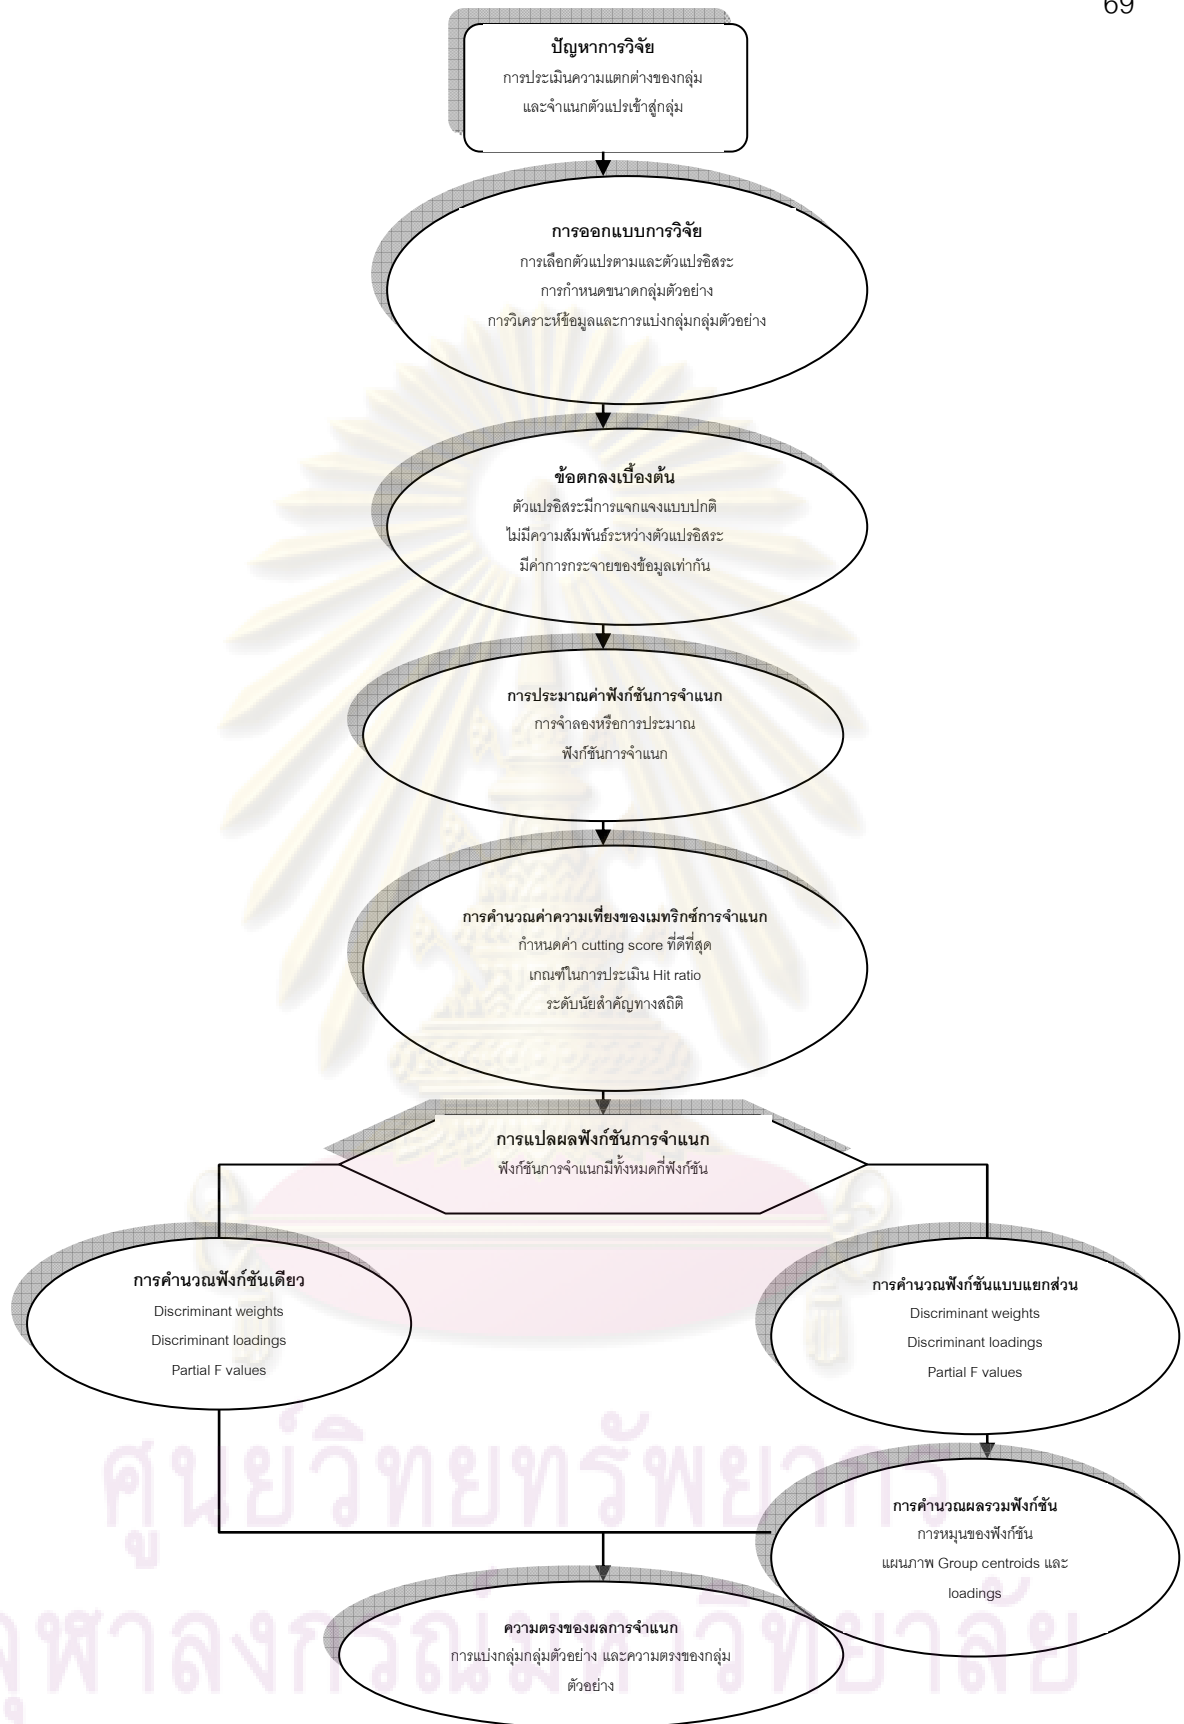 69
ปัญหาการวิจัย
การประเมินความแตกต่างของกลุ่ม
และจำแนกตัวแปรเข้าสู่กลุ่ม
การออกแบบการวิจัย
การเลือกตัวแปรตามและตัวแปรอิสระ
การกำหนดขนาดกลุ่มตัวอย่าง
การวิเคราะห์ข้อมูลและการแบ่งกลุ่มกลุ่มตัวอย่าง
ข้อตกลงเบื้องต้น
ตัวแปรอิสระมีการแจกแจงแบบปกติ
ไม่มีความสัมพันธ์ระหว่างตัวแปรอิสระ
มีค่าการกระจายของข้อมูลเท่ากัน
การประมาณค่าฟังก์ชันการจำแนก
การจำลองหรือการประมาณ
ฟังก์ชันการจำแนก
การคำนวณค่าความเที่ยงของเมทริกซ์การจำแนก
กำหนดค่า cutting score ที่ดีที่สุด
เกณฑ์ในการประเมิน Hit ratio
ระดับนัยสำคัญทางสถิติ
การแปลผลฟังก์ชันการจำแนก
ฟังก์ชันการจำแนกมีทั้งหมดกี่ฟังก์ชัน
การคำนวณฟังก์ชันเดียว
Discriminant weights
Discriminant loadings
Partial F values
การคำนวณฟังก์ชันแบบแยกส่วน
Discriminant weights
Discriminant loadings
Partial F values
การคำนวณผลรวมฟังก์ชัน
การหมุนของฟังก์ชัน
แผนภาพ Group centroids และ
loadings
ความตรงของผลการจำแนก
การแบ่งกลุ่มกลุ่มตัวอย่าง และความตรงของกลุ่ม
ตัวอย่าง
ศูนย์วิทยทรัพยากร
จุฬาลงกรณ์มหาวิทยาลัย